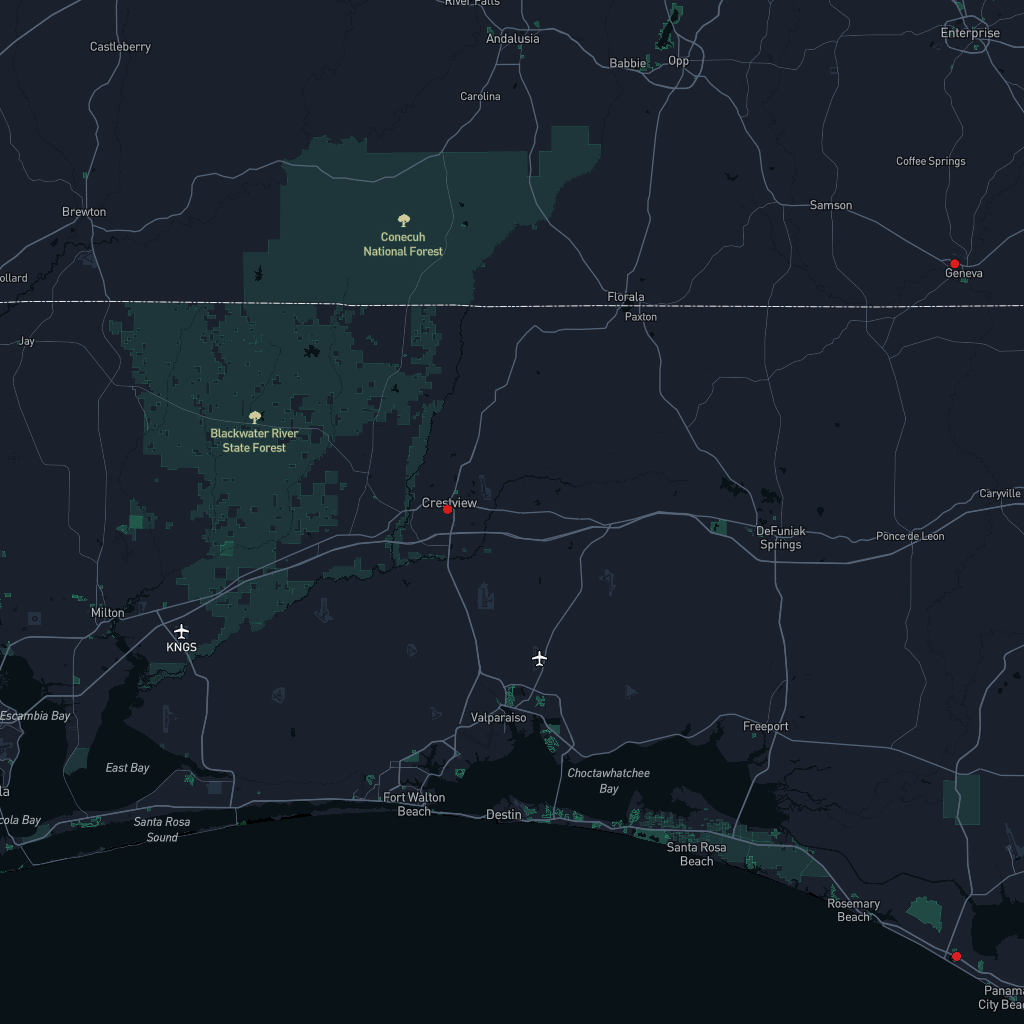 River Falls
Andalusia
Castleberry
Enterprise
Babbie
Opp
Carolina
Coffee Springs
Samson
Brewton
Conecuh
National Forest
Geneva
ollard
Florala
Paxton
Jay
Blackwater River
State Forest
Crestview
Caryville
DeFuniak
Springs
Ponce de Leon
Milton
KNGS
Escambia Bay
Valparaiso
Freeport
East Bay
Choctawhatchee
Bay
la
Fort Walton
Beach
Destin
cola Bay
Santa Rosa
Sound
Santa Rosa
Beach
Rosemary
Beach
Panama
City Beac